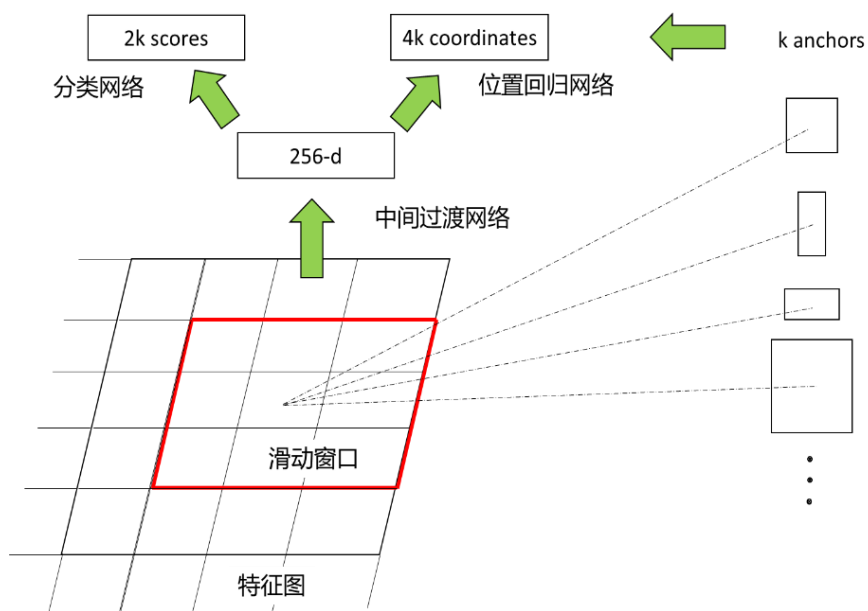 2k scores
4k coordinates
k anchors
分类网络
位置回归网络
256-d
中间过渡网络
滑动窗口
特征图